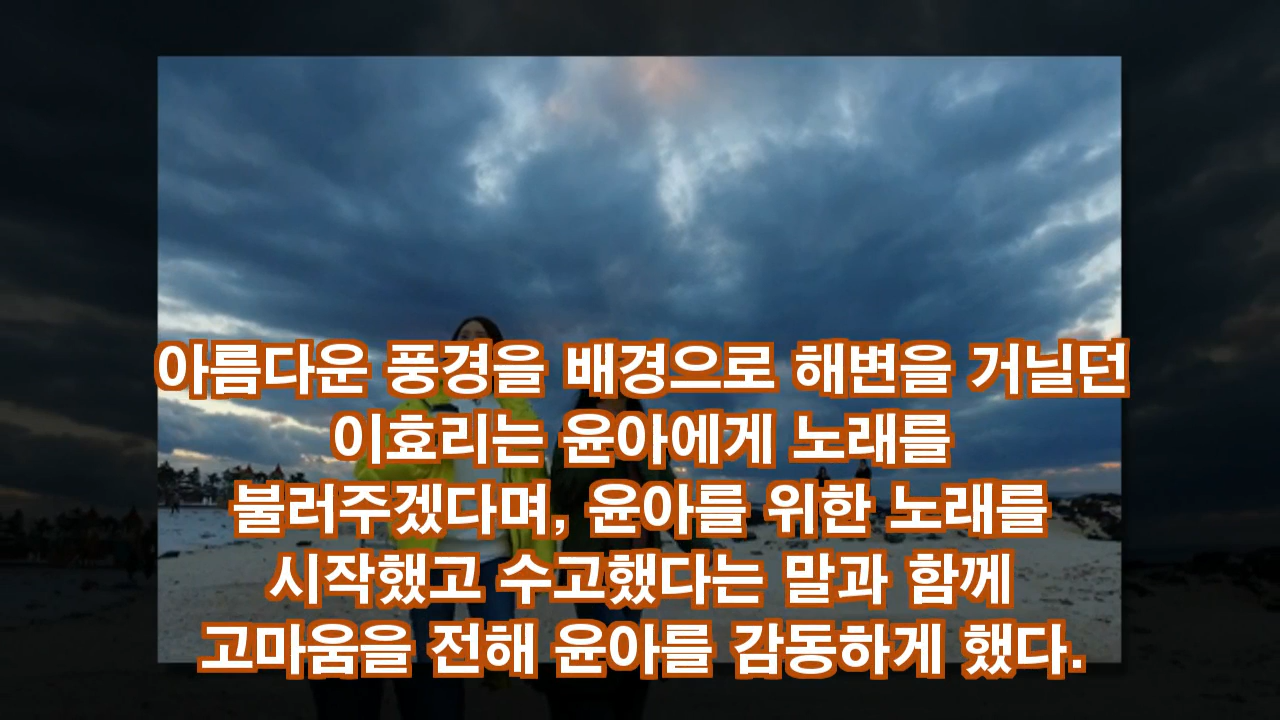 아름다운 풍경을 배경으로 해변을 거닐던
이효리는 윤아에게 노래를
불러주겠다며, 윤아를 위한 노래를
시작했고 수고했다는 말과 함께
고마움을 전해 윤아를 감동하게 했다.